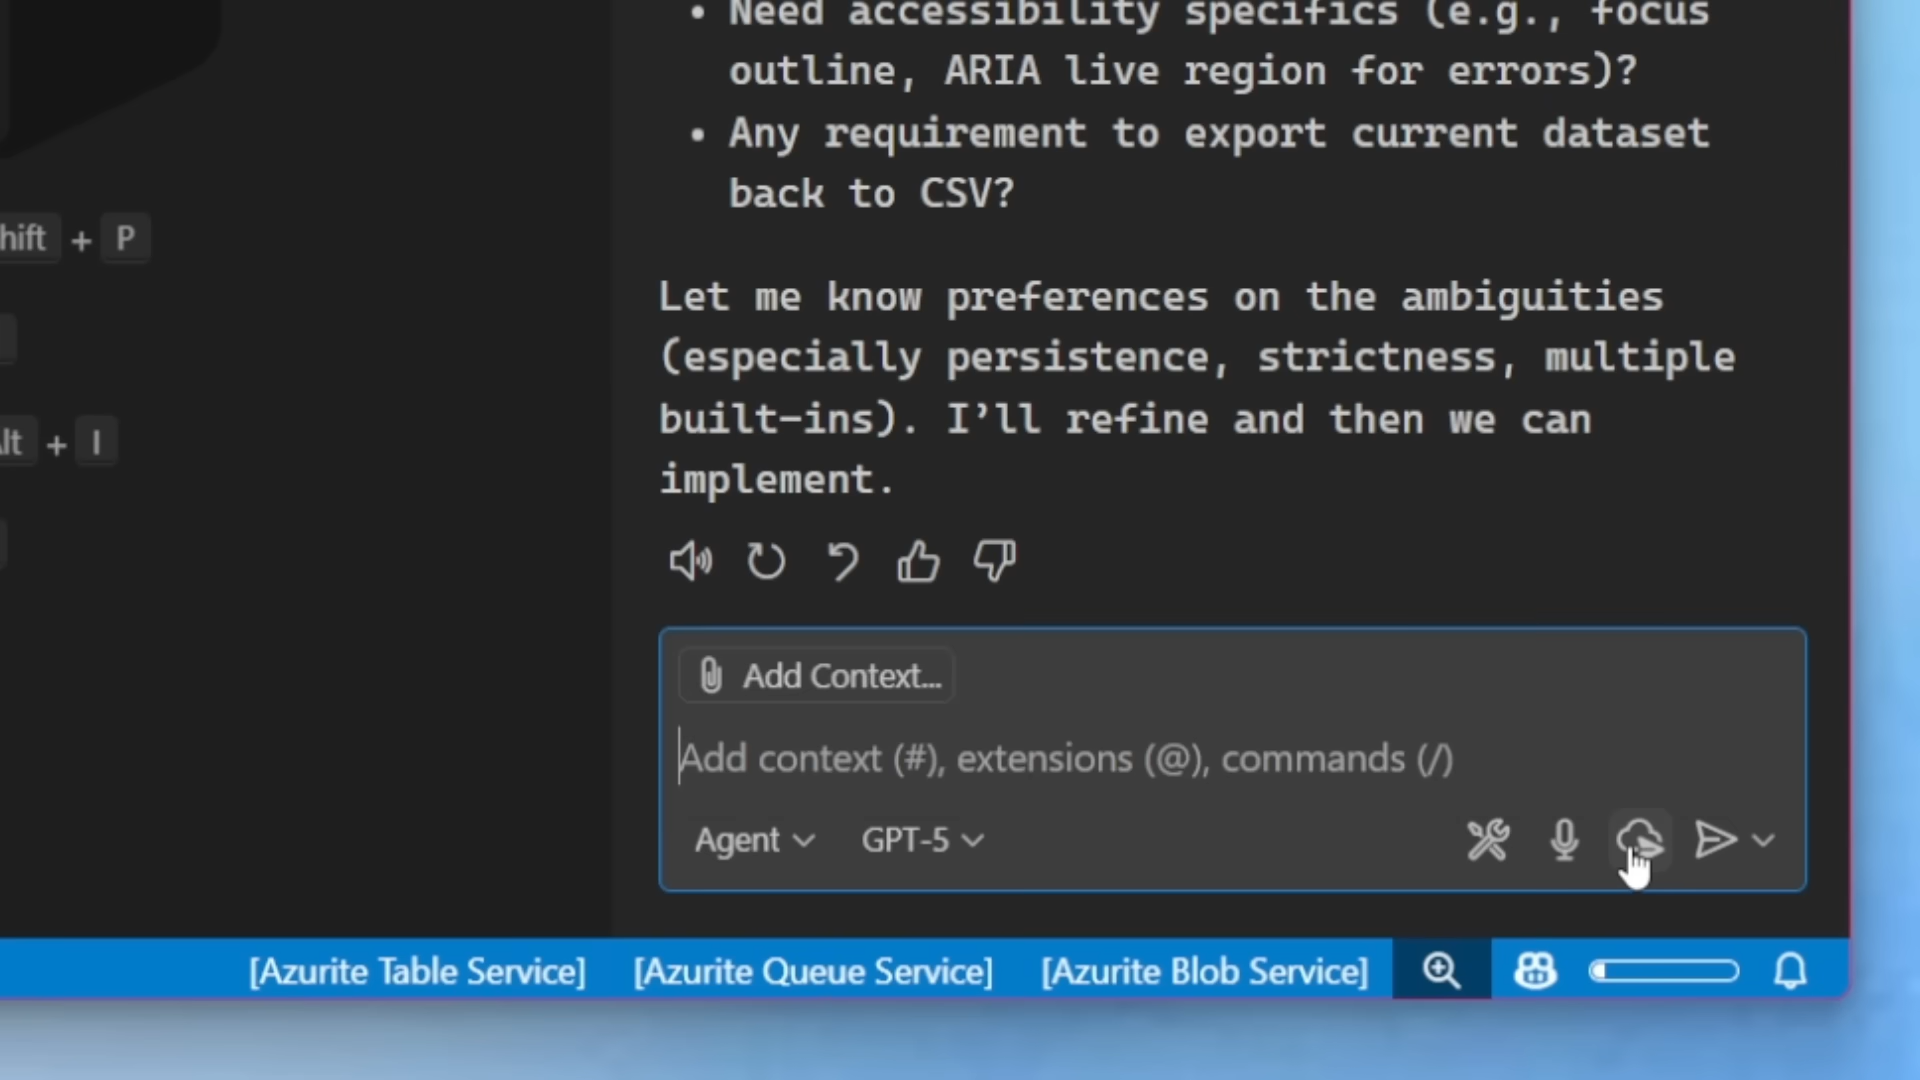 • Need accessibility specifics (e.g., focus
outline, ARIA live region for errors)?
• Any requirement to export current dataset
back to CSV?
hift + P
Let me know preferences on the ambiguities
(especially persistence, strictness, multiple
built-ins). I’ll refine and then we can
implement.
lt + I
Add Context...
Add context (#), extensions (@), commands (/)
Agent
GPT-5
[Azurite Table Service]
[Azurite Queue Service]
[Azurite Blob Service]